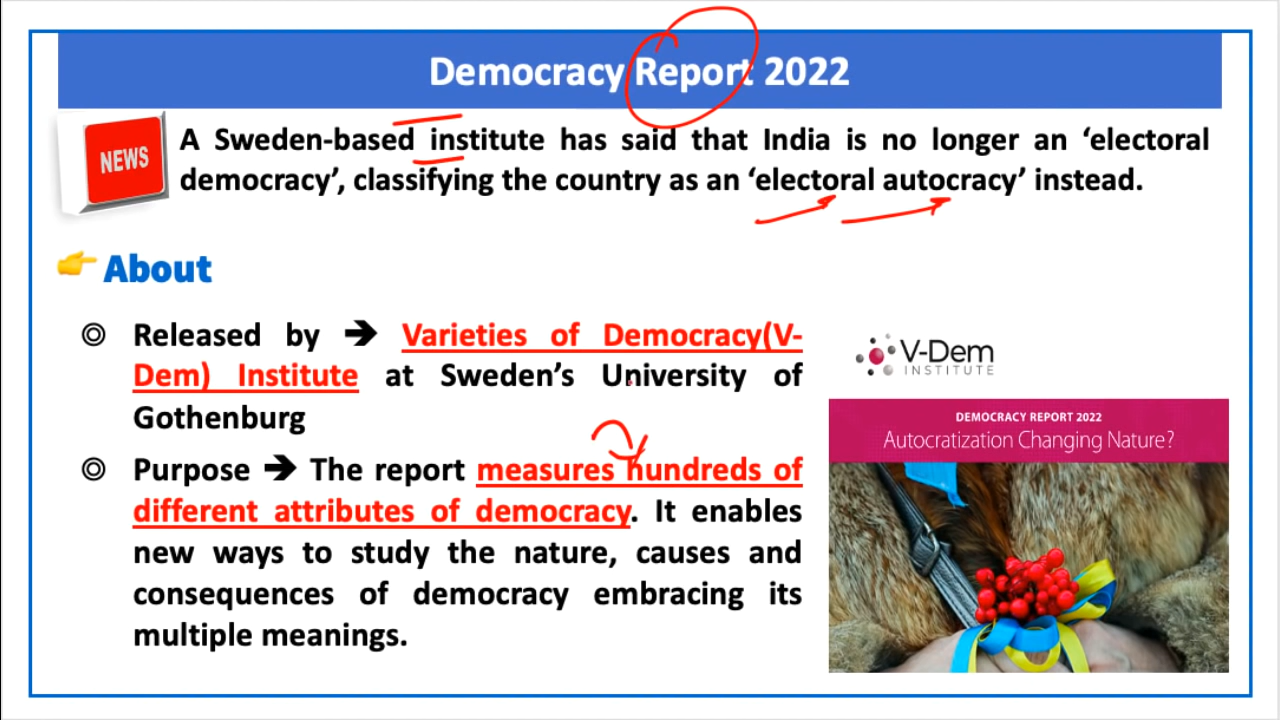 Democracy Report 2022
NEWS
A Sweden-based institute has said that India is no longer an ‘electoral
democracy’, classifying the country as an ‘electoral autocracy’ instead.
About
Released by ➔ Varieties of Democracy(V-
Dem) Institute at Sweden’s University of
Gothenburg
Purpose ➔ The report measures hundreds of
different attributes of democracy. It enables
new ways to study the nature, causes and
consequences of democracy embracing its
multiple meanings.
V-Dem
INSTITUTE
DEMOCRACY REPORT 2022
Autocratization Changing Nature?